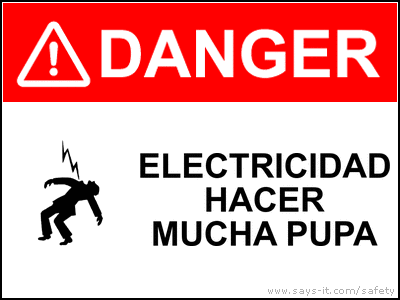 DANGER
ELECTRICIDAD
HACER
MUCHA PUPA
www.says-it.com/safety